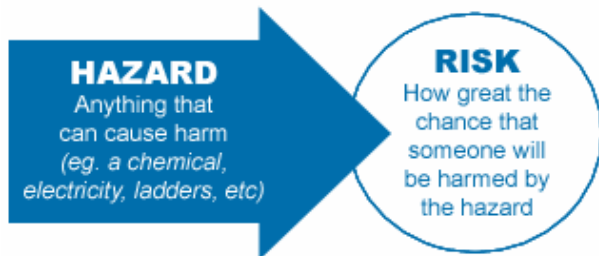 HAZARD
Anything that
can cause harm
(eg. a chemical,
electricity, ladders, etc)
RISK
How great the
chance that
someone will
be harmed by
the hazard